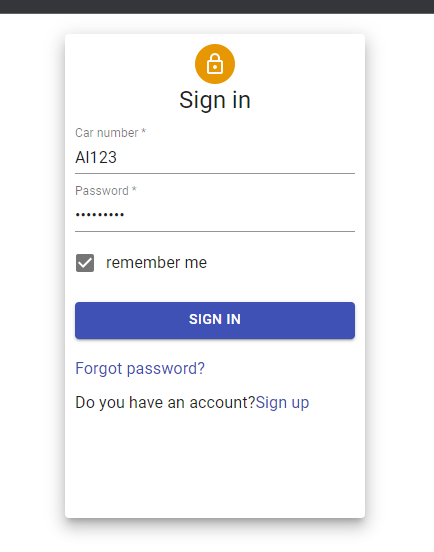 Sign in
Car number *
AI123
Password *
•••••••••
remember me
SIGN IN
Forgot password?
Do you have an account?Sign up